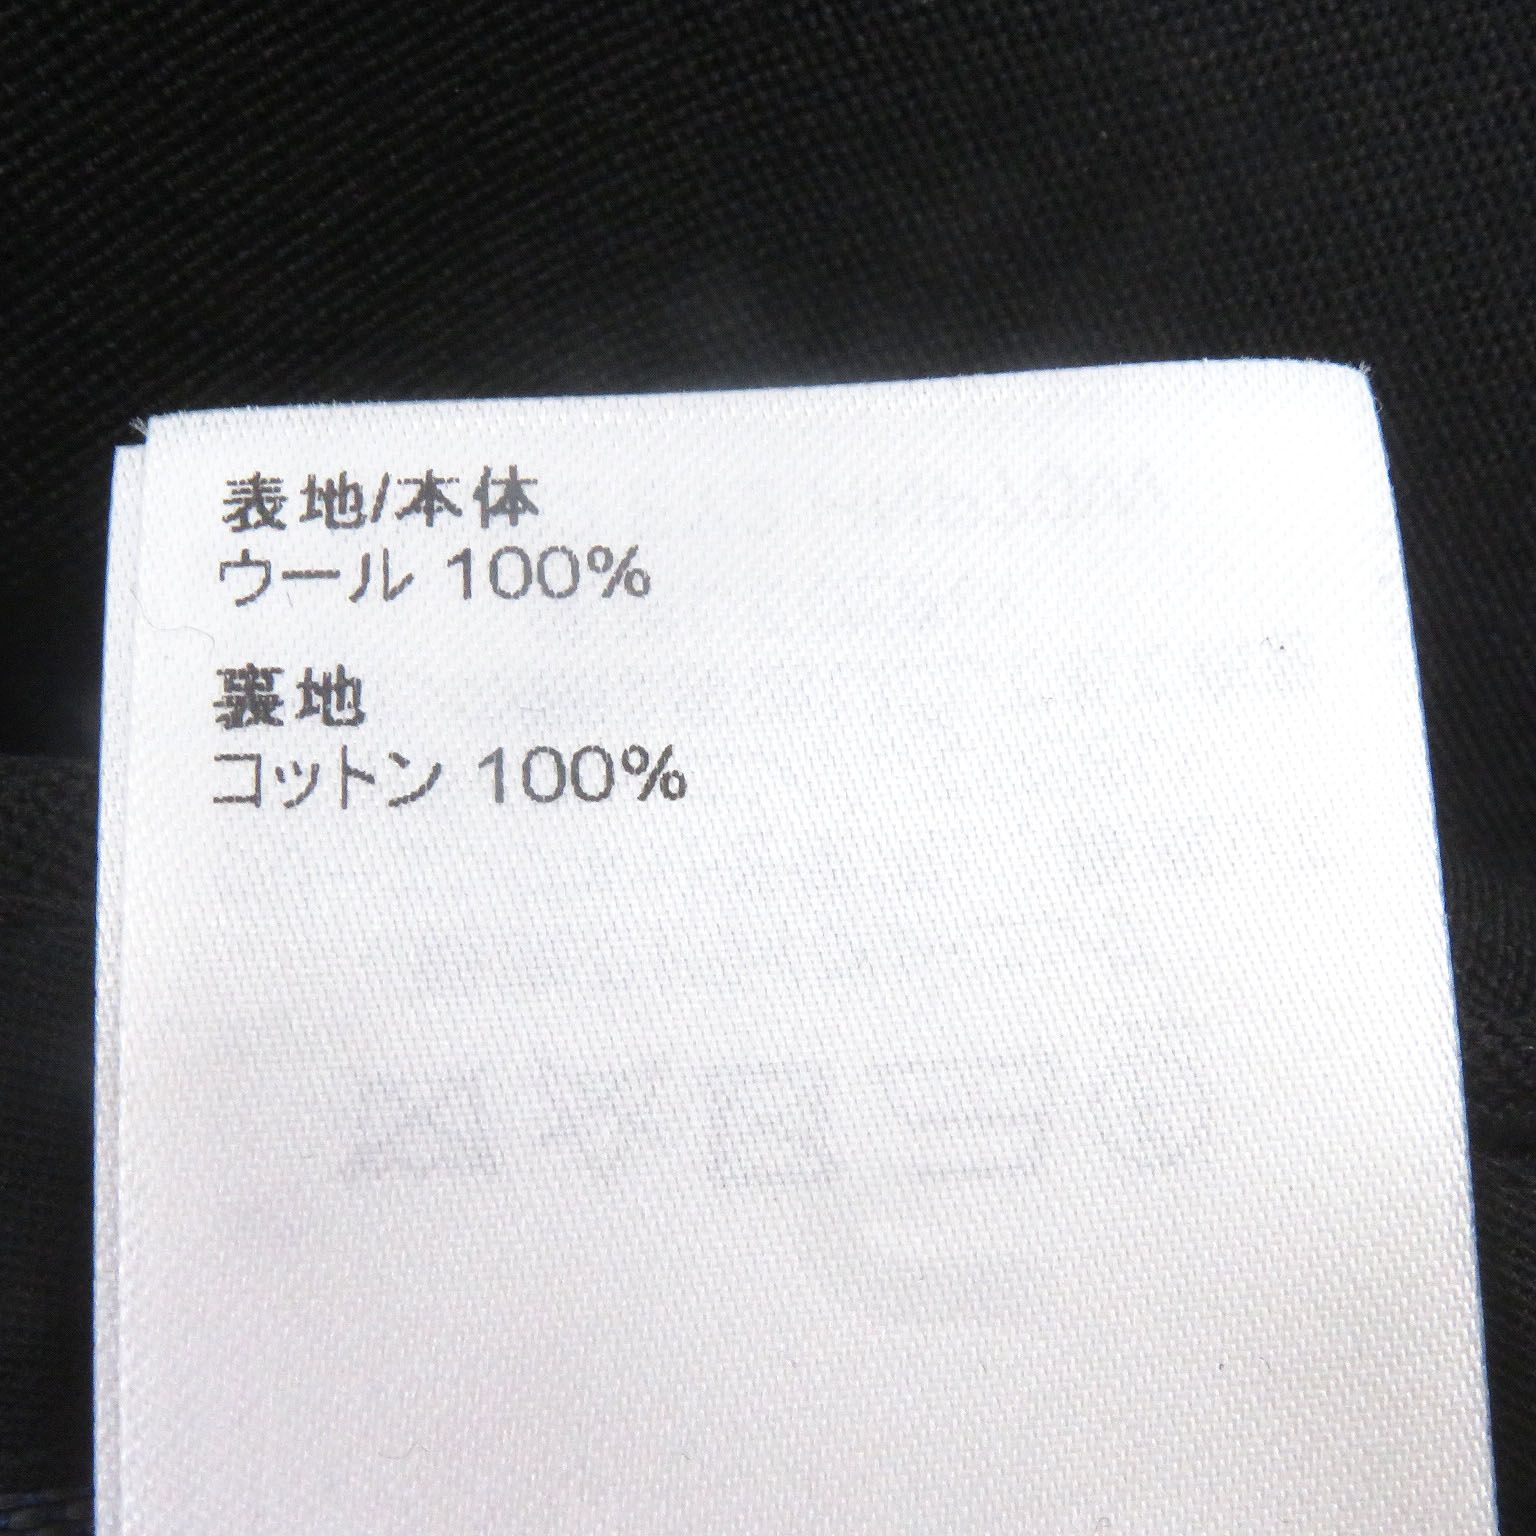 表地/本体
ウール 100%
裏地
コットン 100%